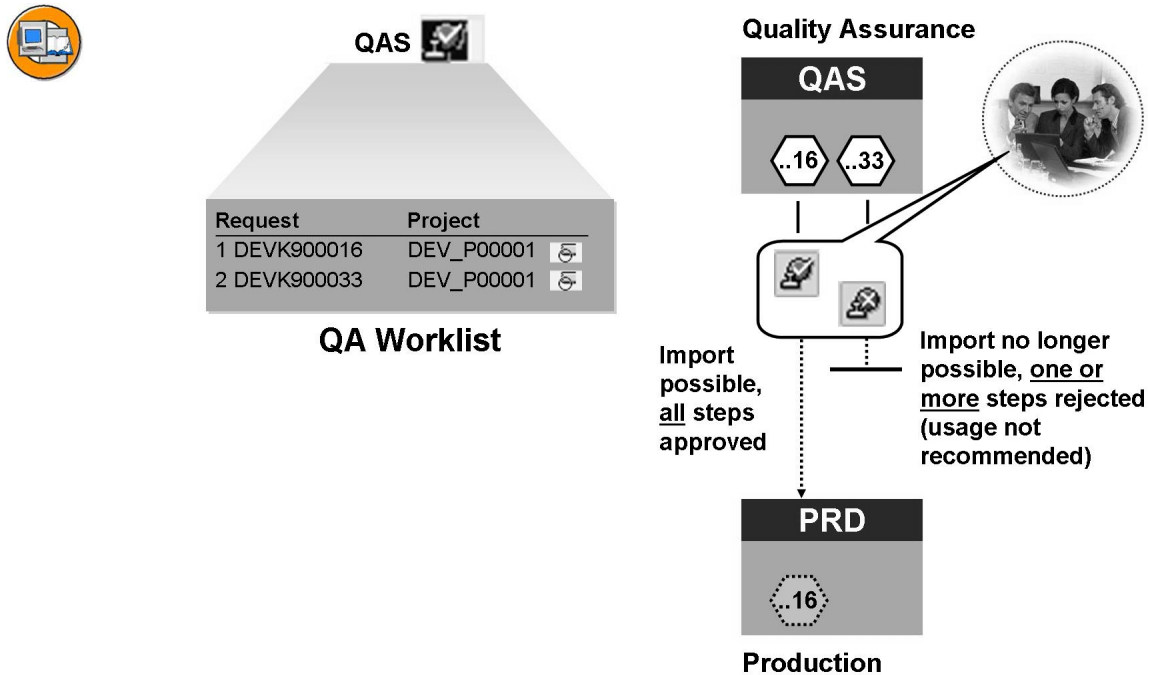 QAS
Request Project
1 DEVK900016 DEV_P00001
2 DEVK900033 DEV_P00001
QA Worklist
Quality Assurance
QAS
..16 ..33
Import
possible,
all steps
approved
Import no longer
possible, one or
more steps rejected
(usage not
recommended)
PRD
..16
Production